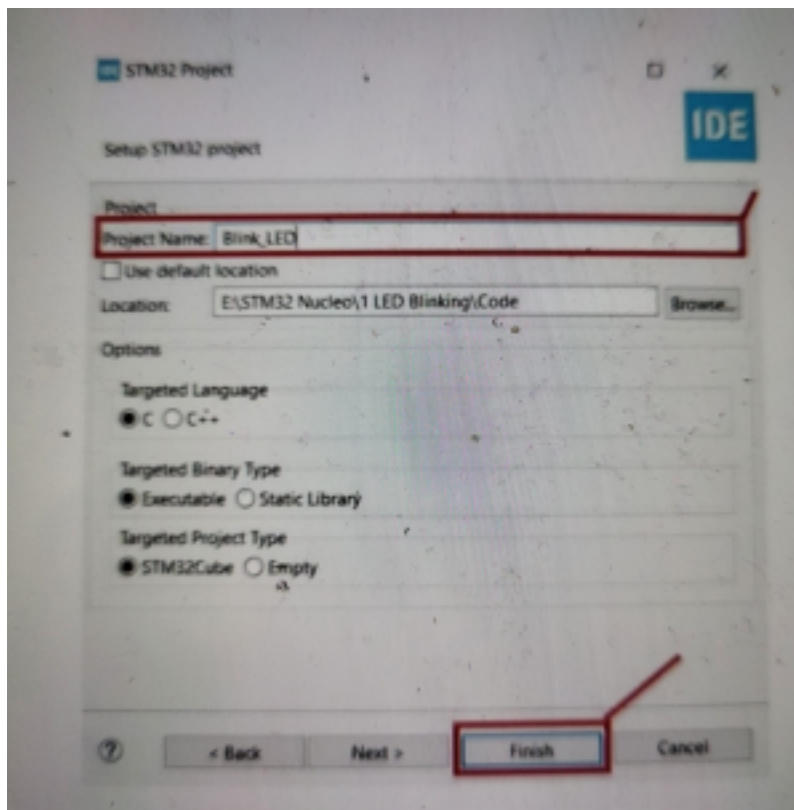 IDE STM32 Project
IDE
Setup STM32 project
Project
Project Name: Blink_LED
Use default location
Location: E:\STM32 Nucleo\1 LED Blinking\Code Browse...
Options
Targeted Language
C C++
Targeted Binary Type
Executable Static Library
Targeted Project Type
STM32Cube Empty
? < Back Next > Finish Cancel